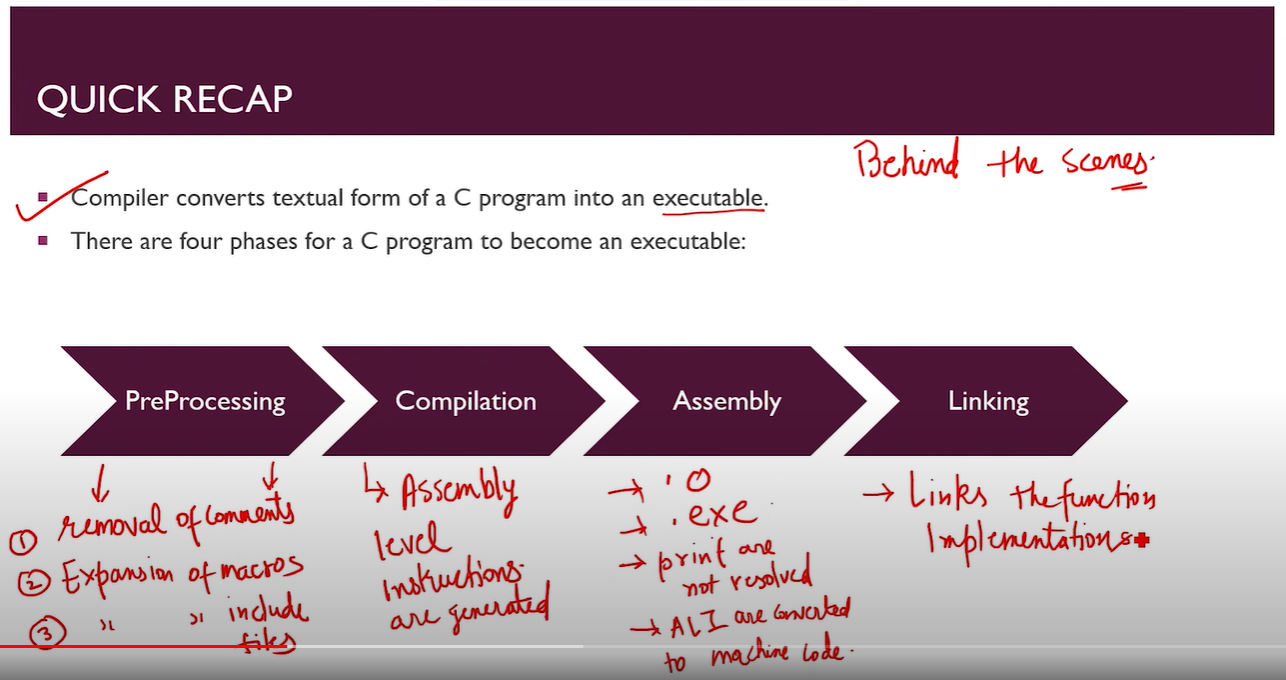 QUICK RECAP
Behind the scenes.
Compiler converts textual form of a C program into an executable.
There are four phases for a C program to become an executable:
PreProcessing
Compilation
Assembly
Linking
① removal of comments
② Expansion of macros
③ " " include
files
Assembly
level
instructions.
are generated
→ .o
→ .exe
→ print are
not resolved
→ ALI are converted
to machine code.
→ Links the function
Implementations